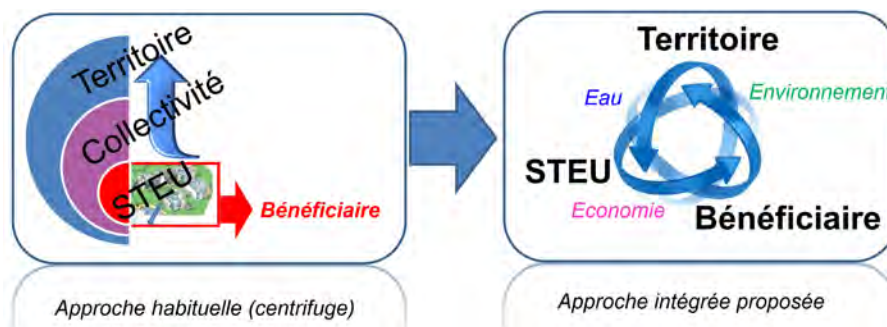 Territoire
Collectivité
STEU
Bénéficiaire
Approche habituelle (centrifuge)
Territoire
Eau
Environnement
STEU
Economie
Bénéficiaire
Approche intégrée proposée